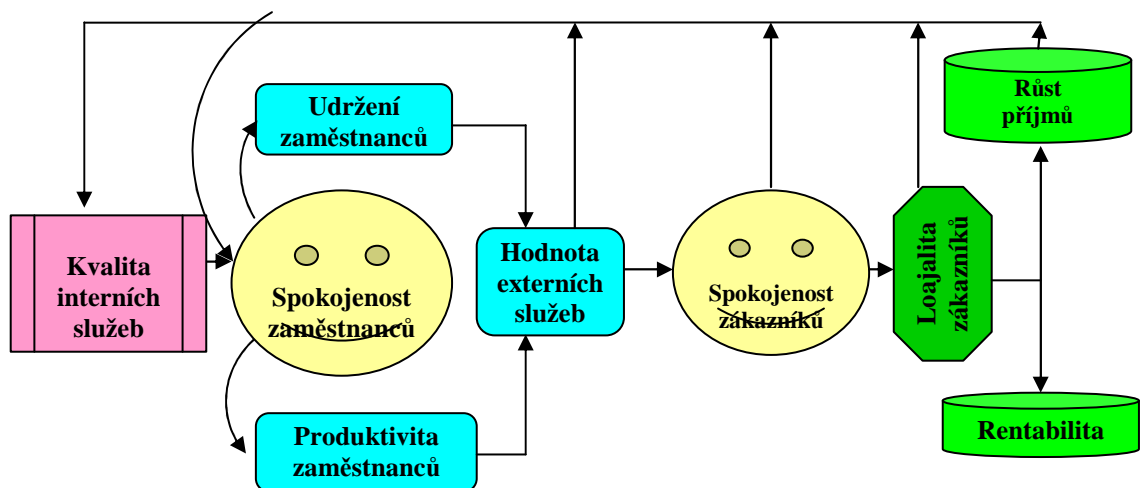 Udržení
zaměstnanců
Růst
příjmů
Kvalita
interních
služeb
Spokojenost
zaměstnanců
Hodnota
externích
služeb
Spokojenost
zákazníků
Loajalita
zákazníků
Produktivita
zaměstnanců
Rentabilita